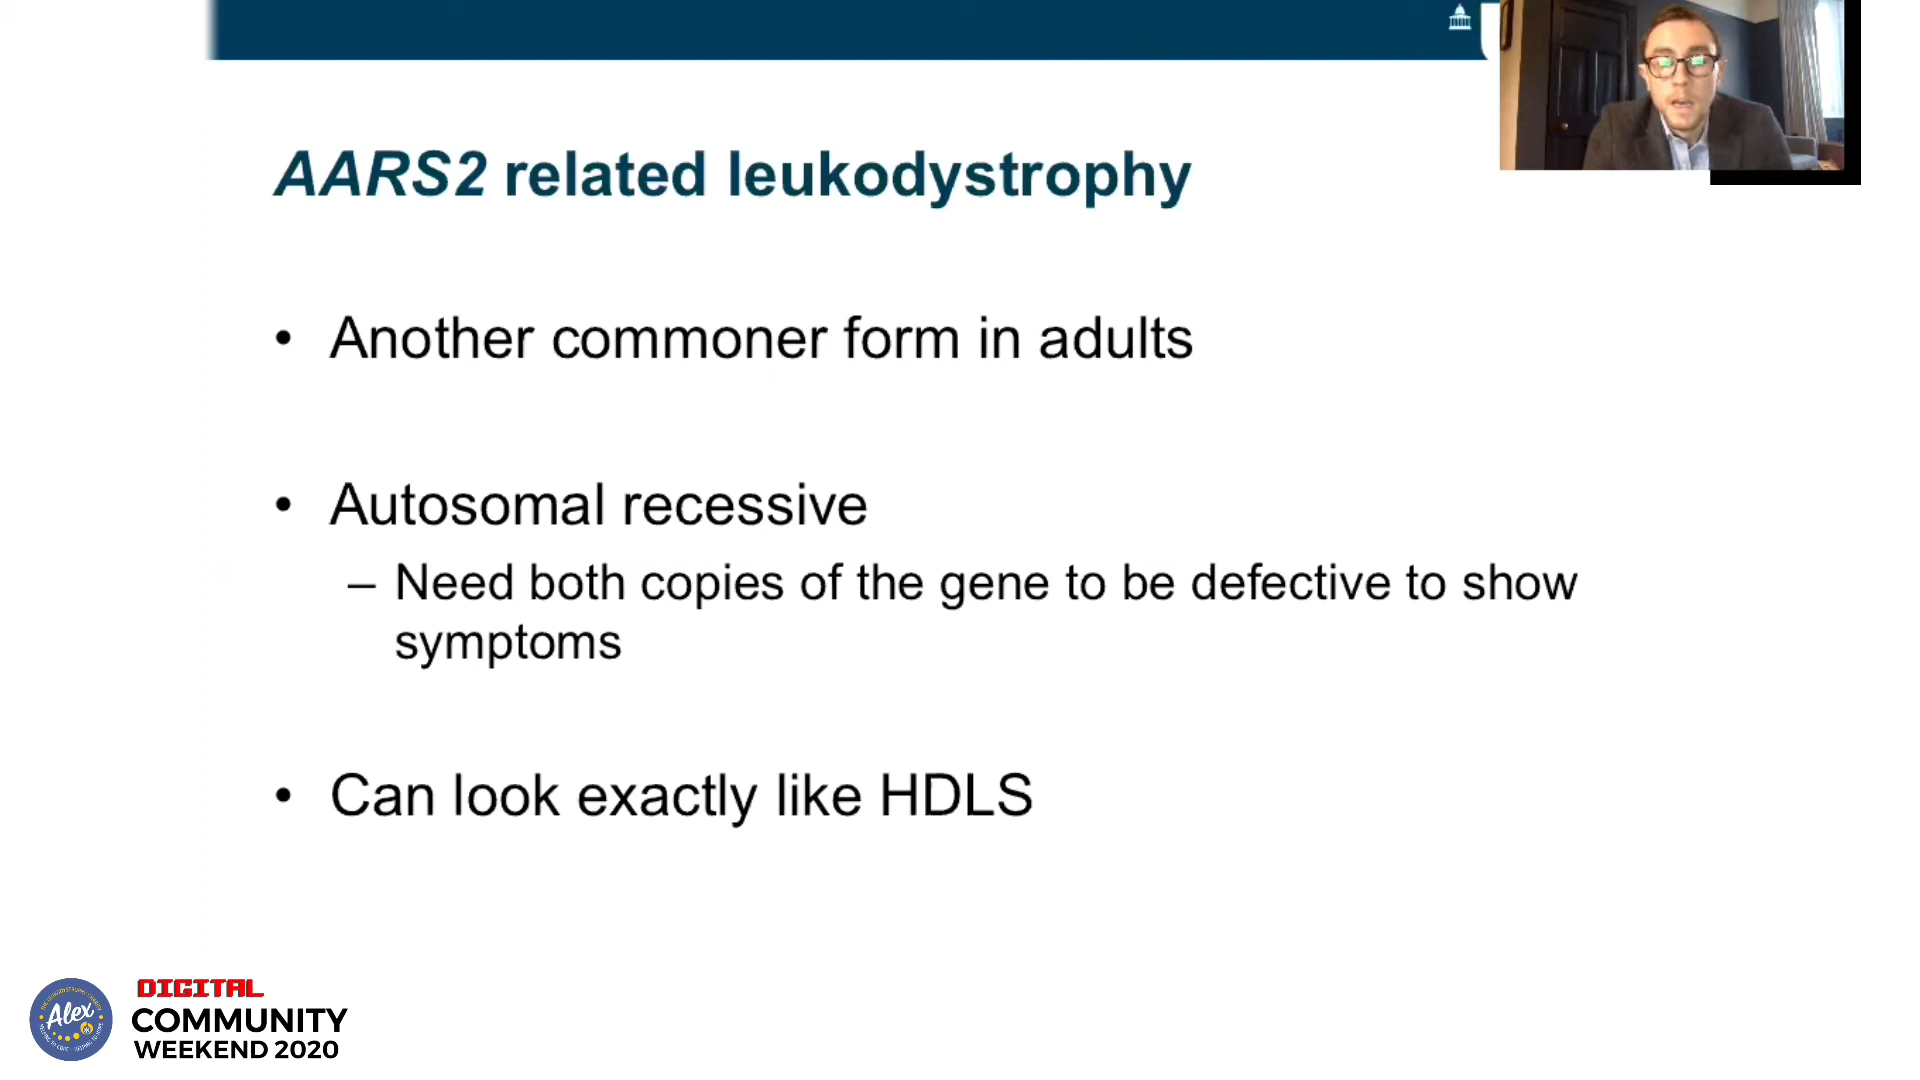 AARS2 related leukodystrophy
• Another commoner form in adults
• Autosomal recessive
– Need both copies of the gene to be defective to show
symptoms
• Can look exactly like HDLS
Alex
DIGITAL
COMMUNITY
WEEKEND 2020